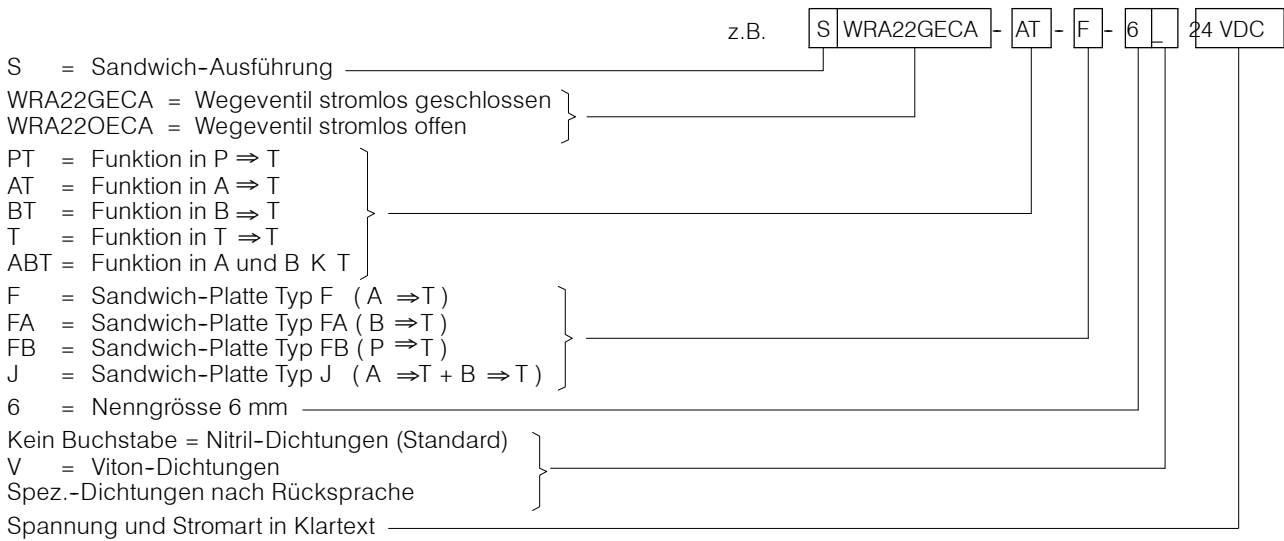 z.B. S WRA22GECA - AT - F - 6 _ 24 VDC
S = Sandwich-Ausführung
WRA22GECA = Wegeventil stromlos geschlossen
WRA22OECA = Wegeventil stromlos offen
PT = Funktion in P ⇒ T
AT = Funktion in A ⇒ T
BT = Funktion in B ⇒ T
T = Funktion in T ⇒ T
ABT = Funktion in A und B K T
F = Sandwich-Platte Typ F ( A ⇒ T )
FA = Sandwich-Platte Typ FA ( B ⇒ T )
FB = Sandwich-Platte Typ FB ( P ⇒ T )
J = Sandwich-Platte Typ J ( A ⇒ T + B ⇒ T )
6 = Nenngrösse 6 mm
Kein Buchstabe = Nitril-Dichtungen (Standard)
V = Viton-Dichtungen
Spez.-Dichtungen nach Rücksprache
Spannung und Stromart in Klartext